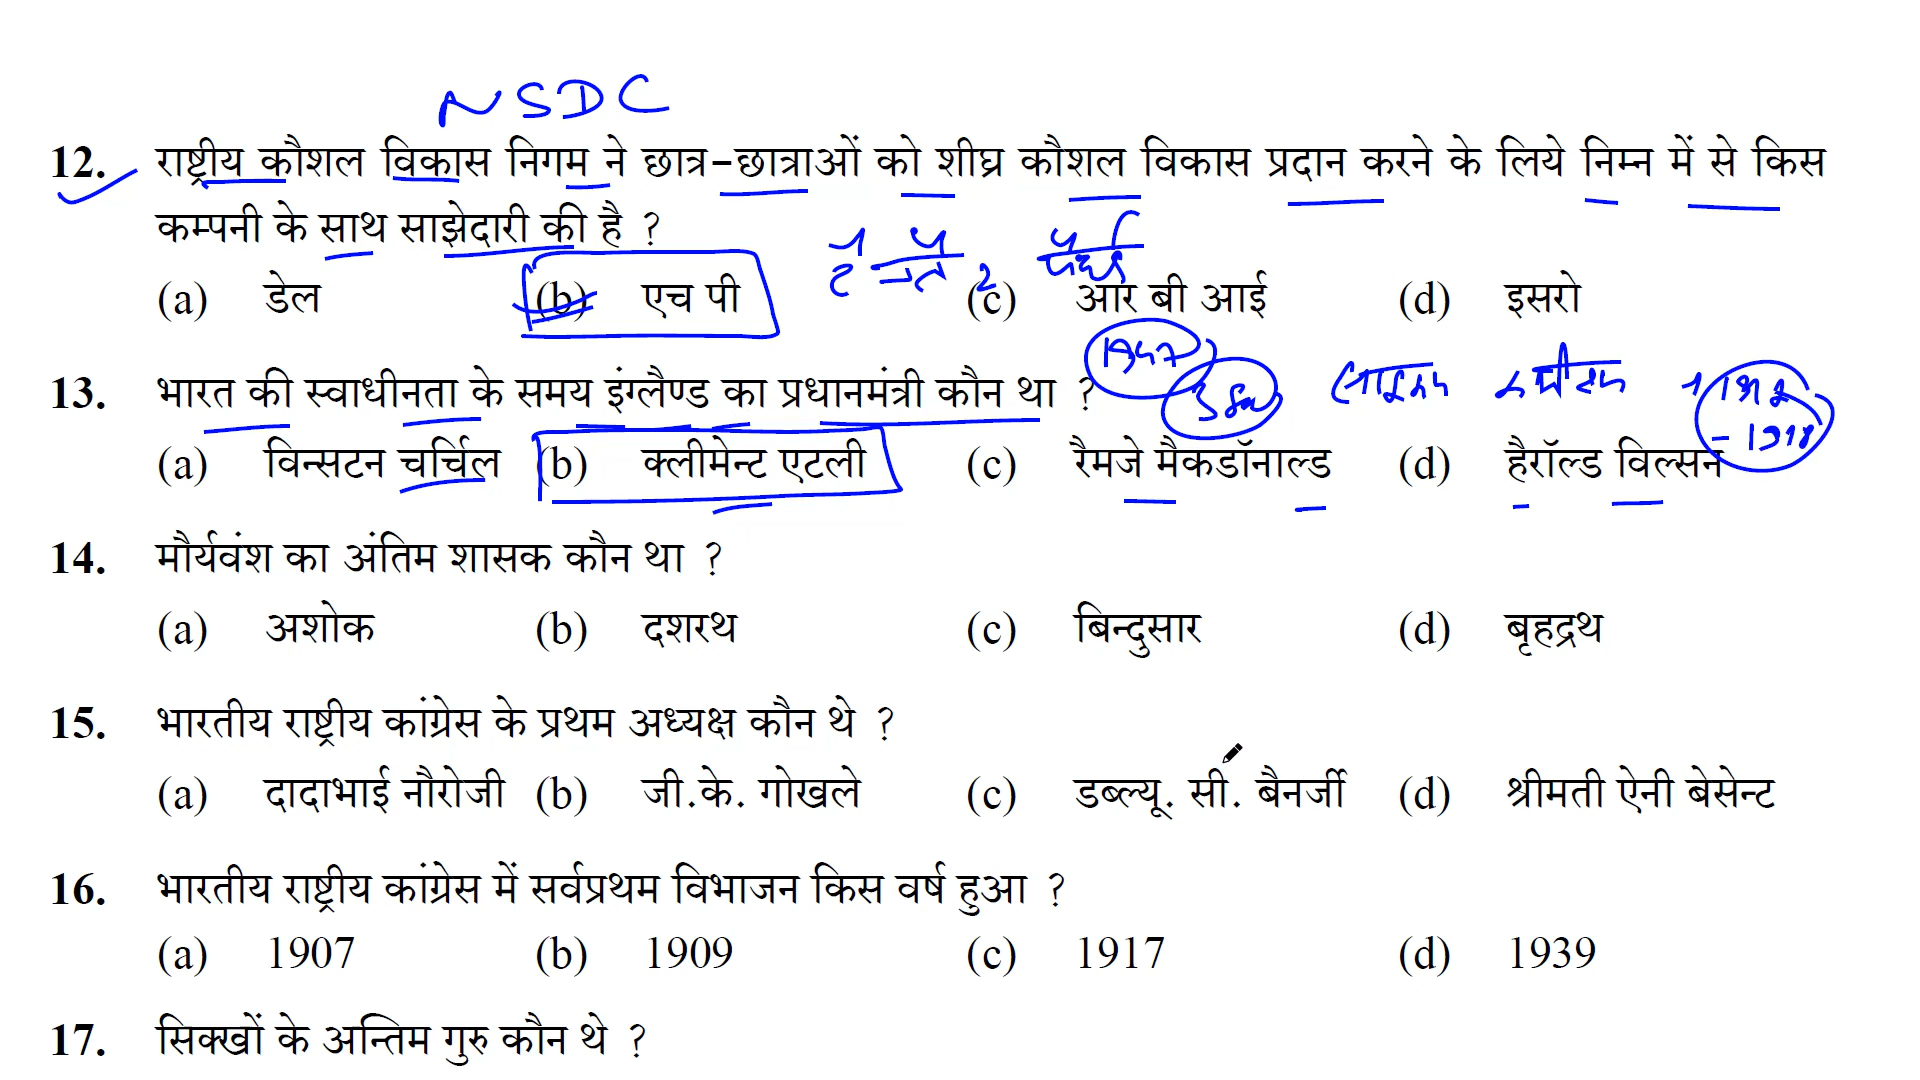 NSDC
12. राष्ट्रीय कौशल विकास निगम ने छात्र-छात्राओं को शीघ्र कौशल विकास प्रदान करने के लिये निम्न में से किस
कम्पनी के साथ साझेदारी की है ?
(a) डेल (b) एच पी (c) आर बी आई (d) इसरो
1947
13. भारत की स्वाधीनता के समय इंग्लैण्ड का प्रधानमंत्री कौन था ?
(a) विन्सटन चर्चिल (b) क्लीमेन्ट एटली (c) रैमजे मैकडॉनाल्ड (d) हैरॉल्ड विल्सन
14. मौर्यवंश का अंतिम शासक कौन था ?
(a) अशोक (b) दशरथ (c) बिन्दुसार (d) बृहद्रथ
15. भारतीय राष्ट्रीय कांग्रेस के प्रथम अध्यक्ष कौन थे ?
(a) दादाभाई नौरोजी (b) जी.के. गोखले (c) डब्ल्यू. सी. बैनर्जी (d) श्रीमती ऐनी बेसेन्ट
16. भारतीय राष्ट्रीय कांग्रेस में सर्वप्रथम विभाजन किस वर्ष हुआ ?
(a) 1907 (b) 1909 (c) 1917 (d) 1939
17. सिक्खों के अन्तिम गुरु कौन थे ?